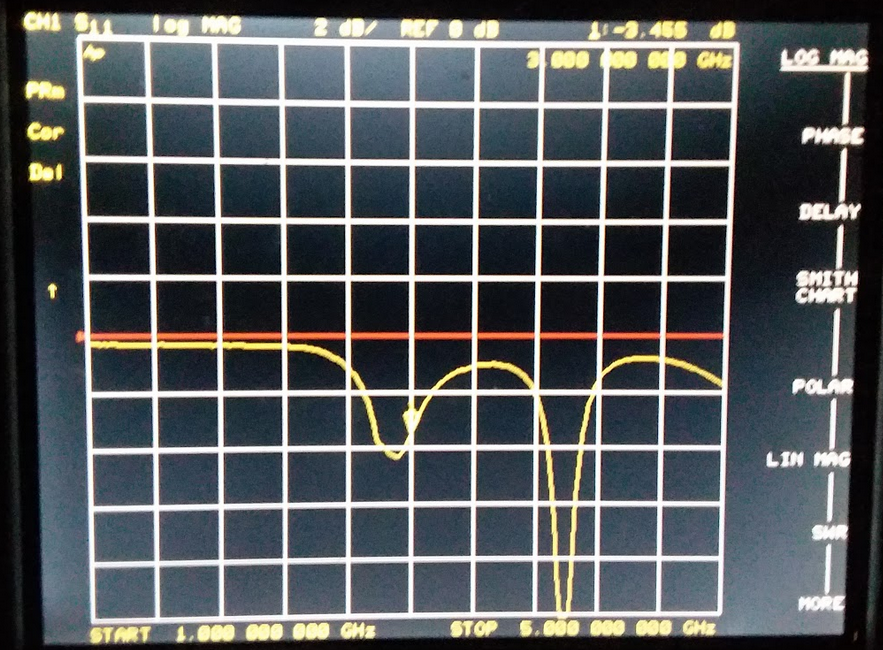 CH1 S11 log MAG 2 dB/ REF 0 dB 1:-3.455 dB
3.000 000 000 GHz
PRm
Cor
Del
↑
LOG MAG
PHASE
DELAY
SMITH
CHART
POLAR
LIN MAG
SWR
MORE
START 1.000 000 000 GHz STOP 5.000 000 000 GHz